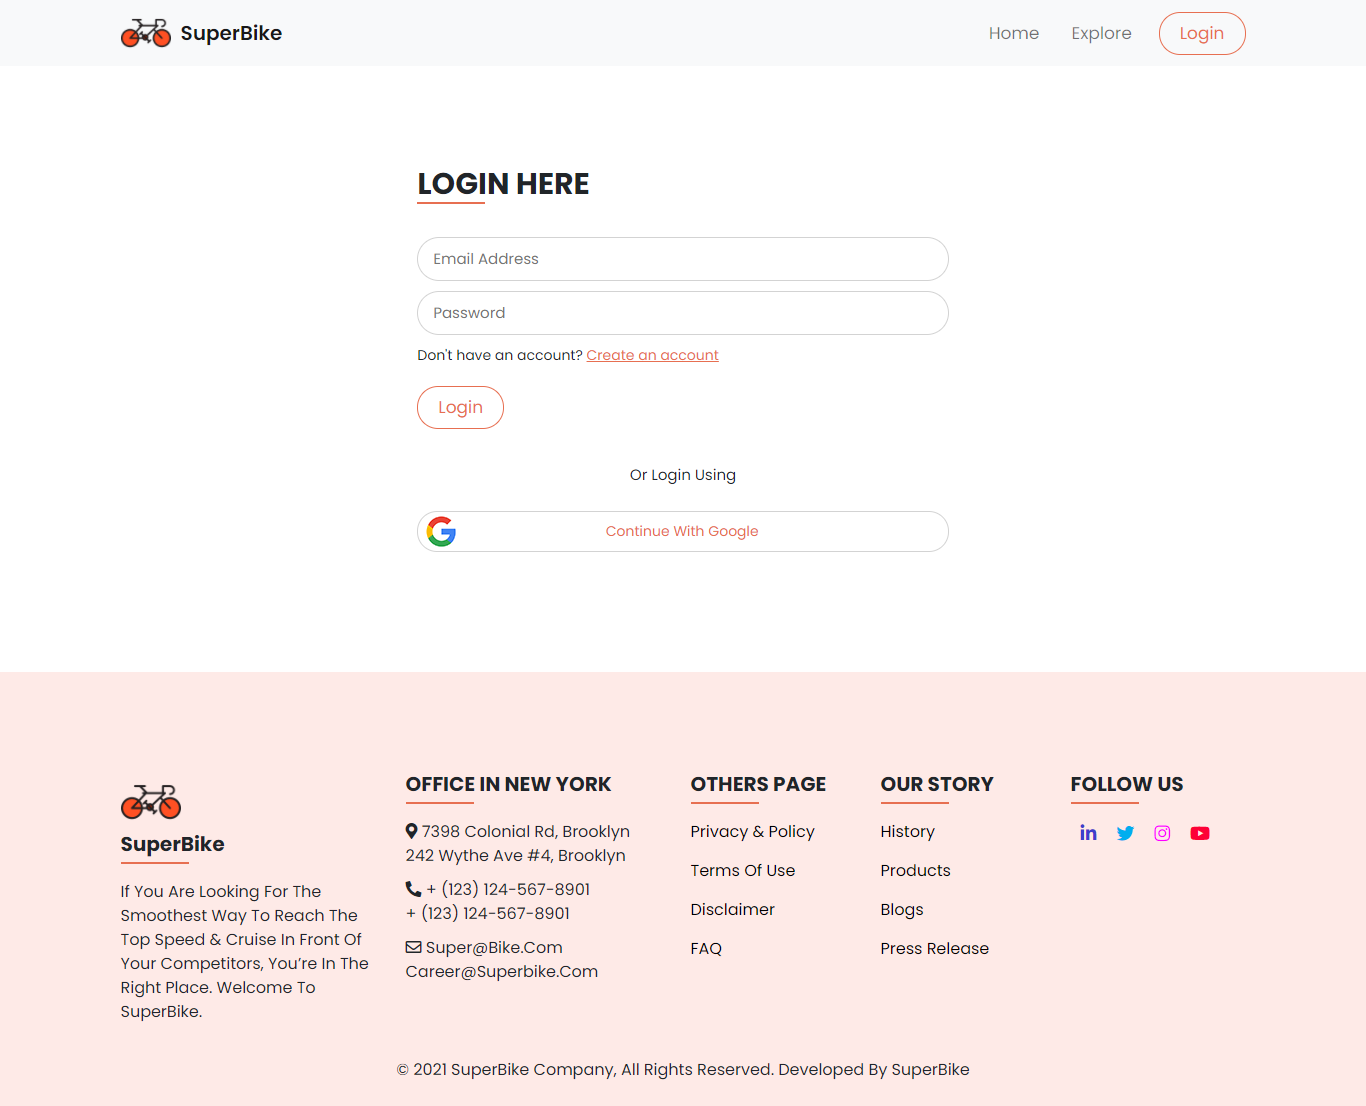 SuperBike
Home
Explore
Login
LOGIN HERE
Email Address
Password
Don't have an account? Create an account
Login
Or Login Using
Continue With Google
SuperBike
If You Are Looking For The
Smoothest Way To Reach The
Top Speed & Cruise In Front Of
Your Competitors, You’re In The
Right Place. Welcome To
SuperBike.
OFFICE IN NEW YORK
7398 Colonial Rd, Brooklyn
242 Wythe Ave #4, Brooklyn
+ (123) 124-567-8901
+ (123) 124-567-8901
Super@Bike.Com
Career@Superbike.Com
OTHERS PAGE
Privacy & Policy
Terms Of Use
Disclaimer
FAQ
OUR STORY
History
Products
Blogs
Press Release
FOLLOW US
© 2021 SuperBike Company, All Rights Reserved. Developed By SuperBike